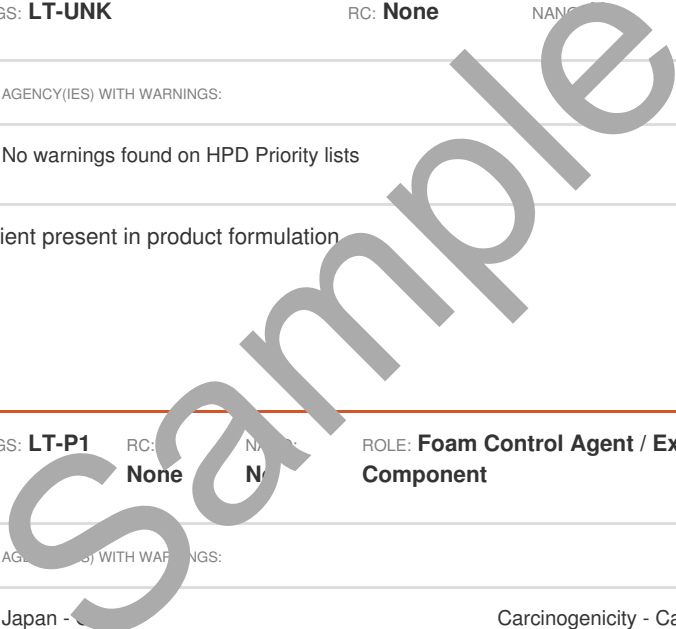 GS: LT-UNK RC: None
AGENCY(IES) WITH WARNINGS:
No warnings found on HPD Priority lists
ient present in product formulation
GS: LT-P1 RC: ROLE: Foam Control Agent / Ex
None Component
WITH
Japan - Carcinogenicity - Ca
Sample